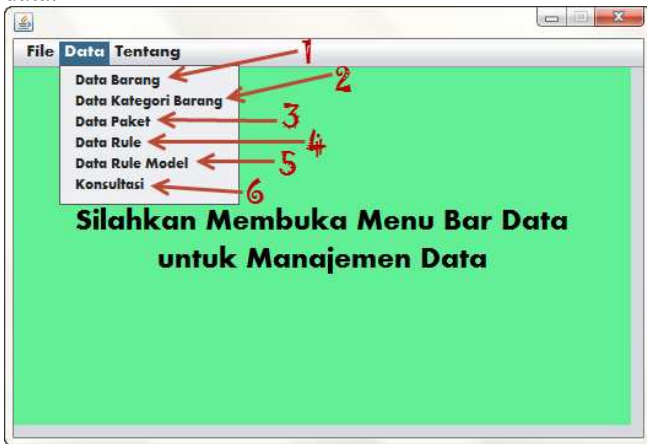 File Data Tentang
Data Barang
Data Kategori Barang
Data Paket
Data Rule
Data Rule Model
Konsultasi
1
2
3
4
5
6
Silahkan Membuka Menu Bar Data
untuk Manajemen Data